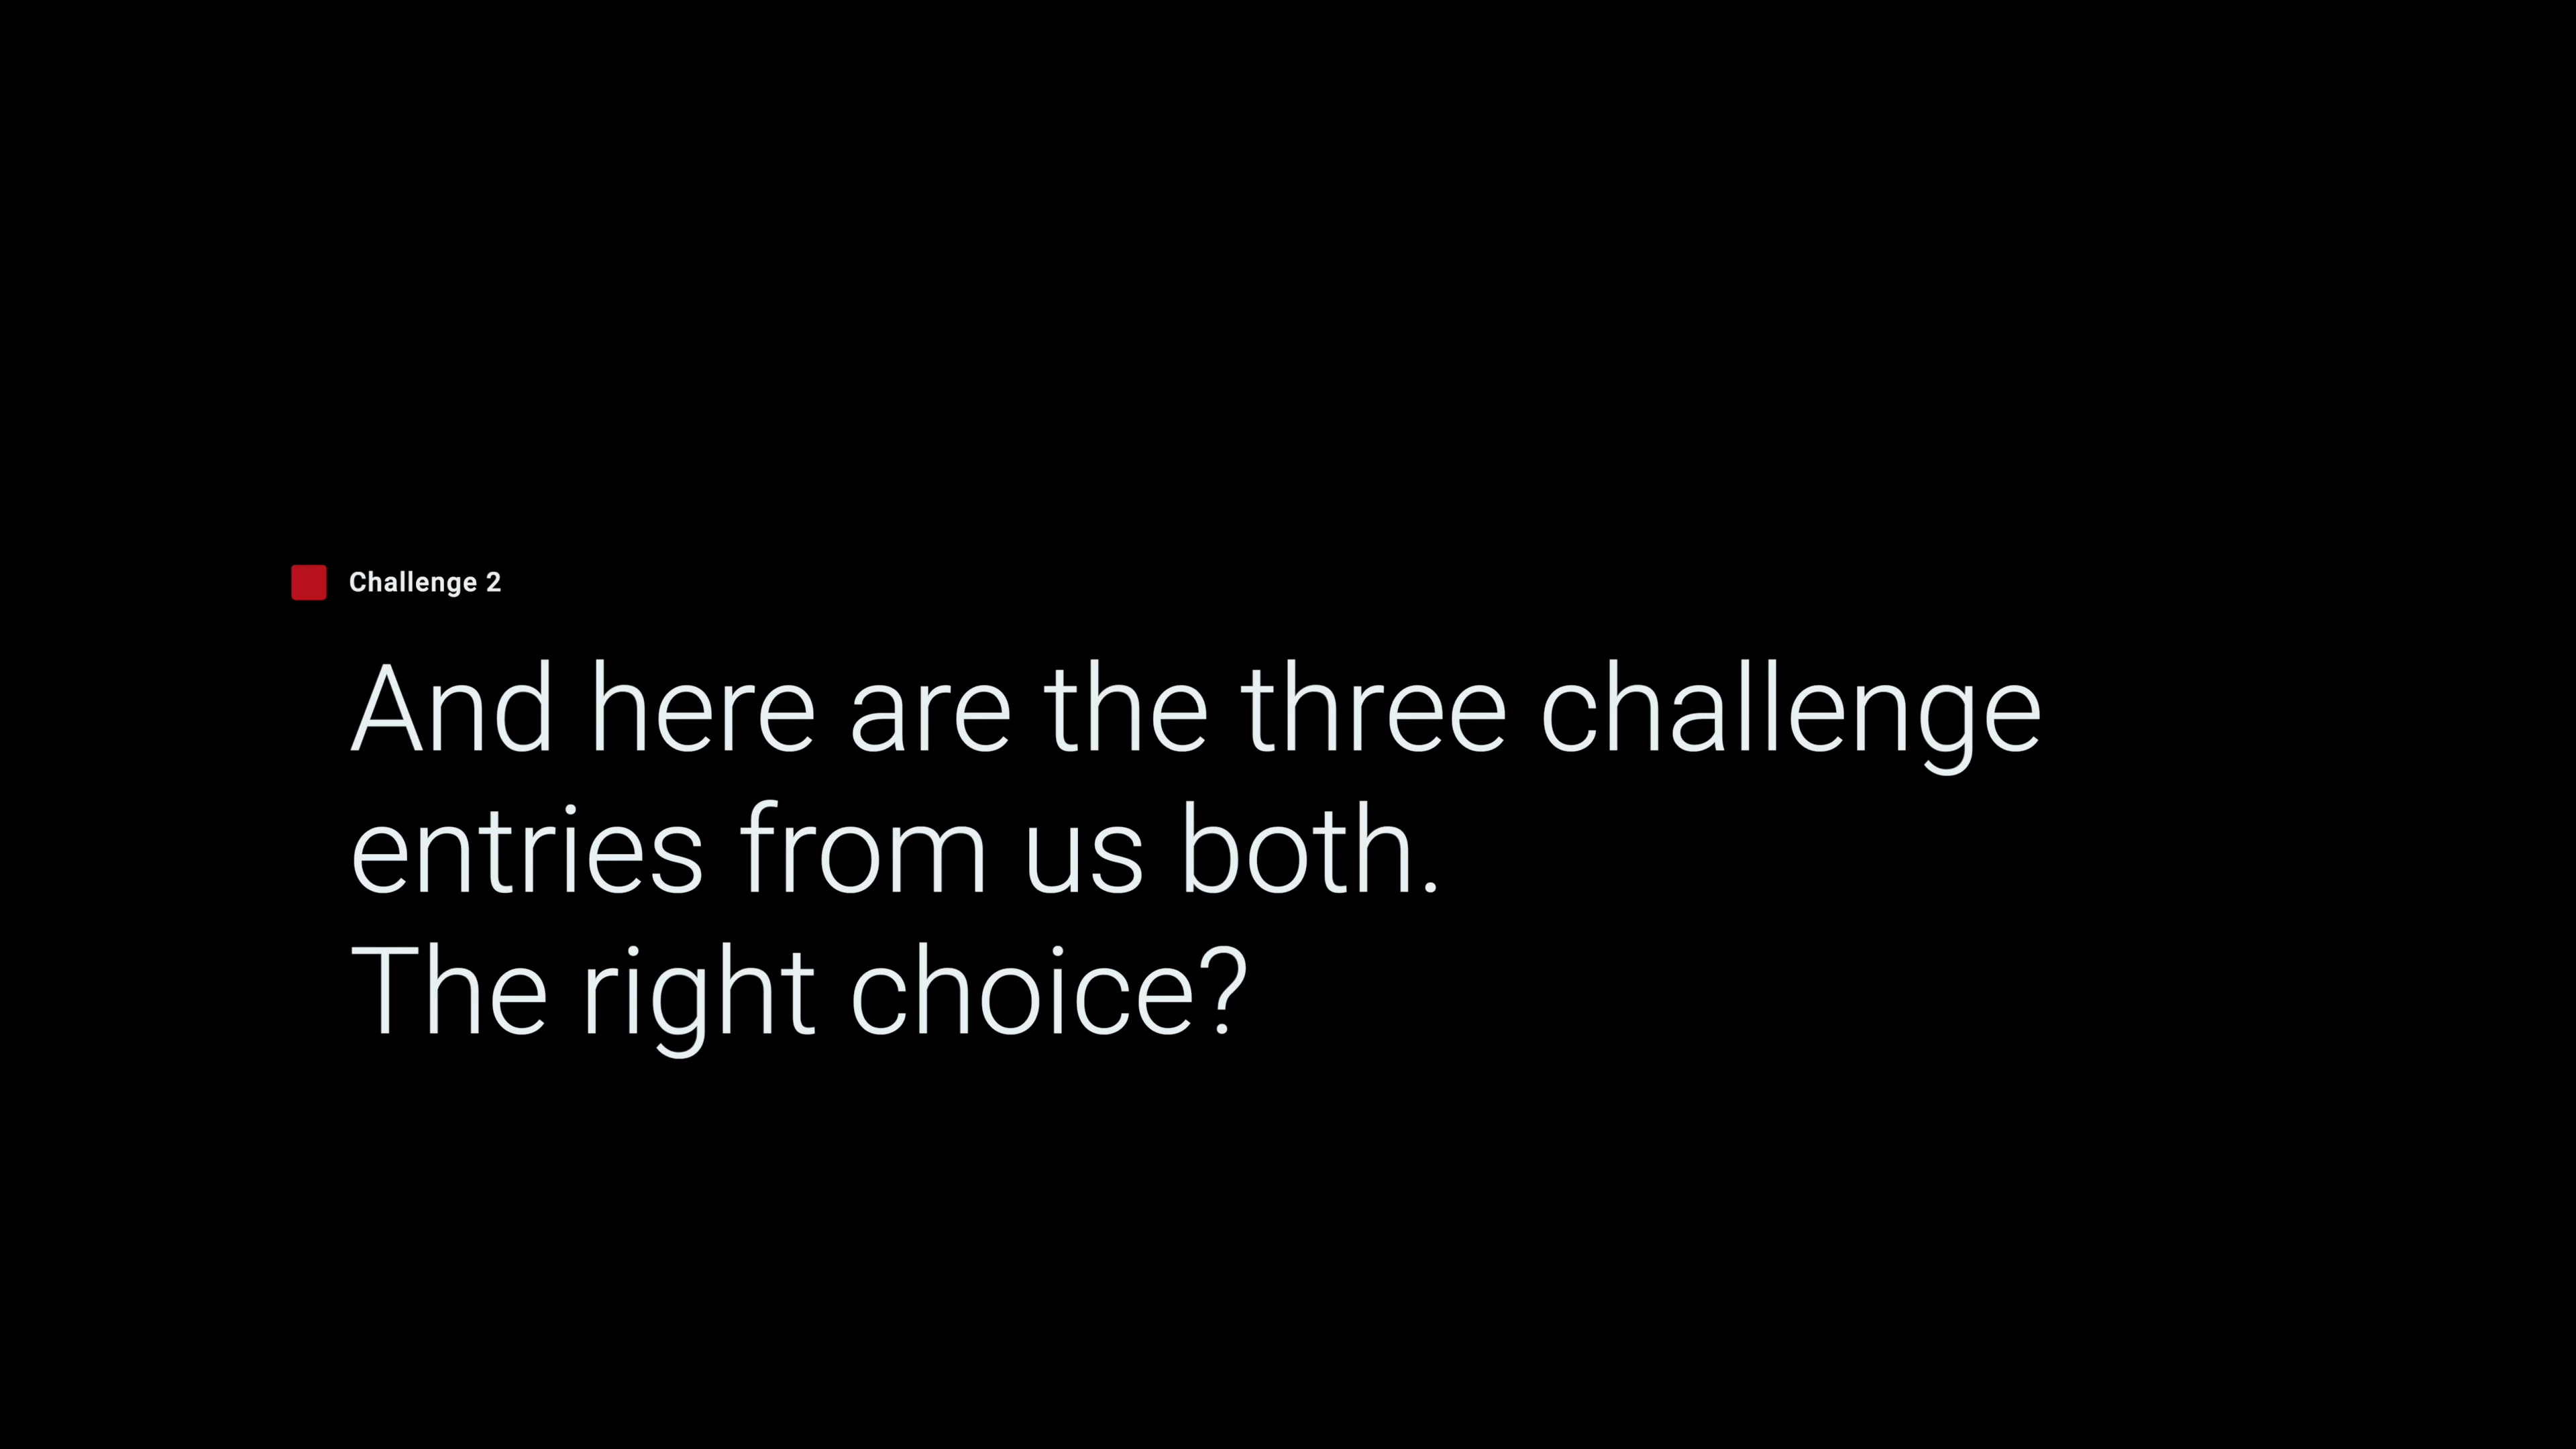 Challenge 2
And here are the three challenge
entries from us both.
The right choice?